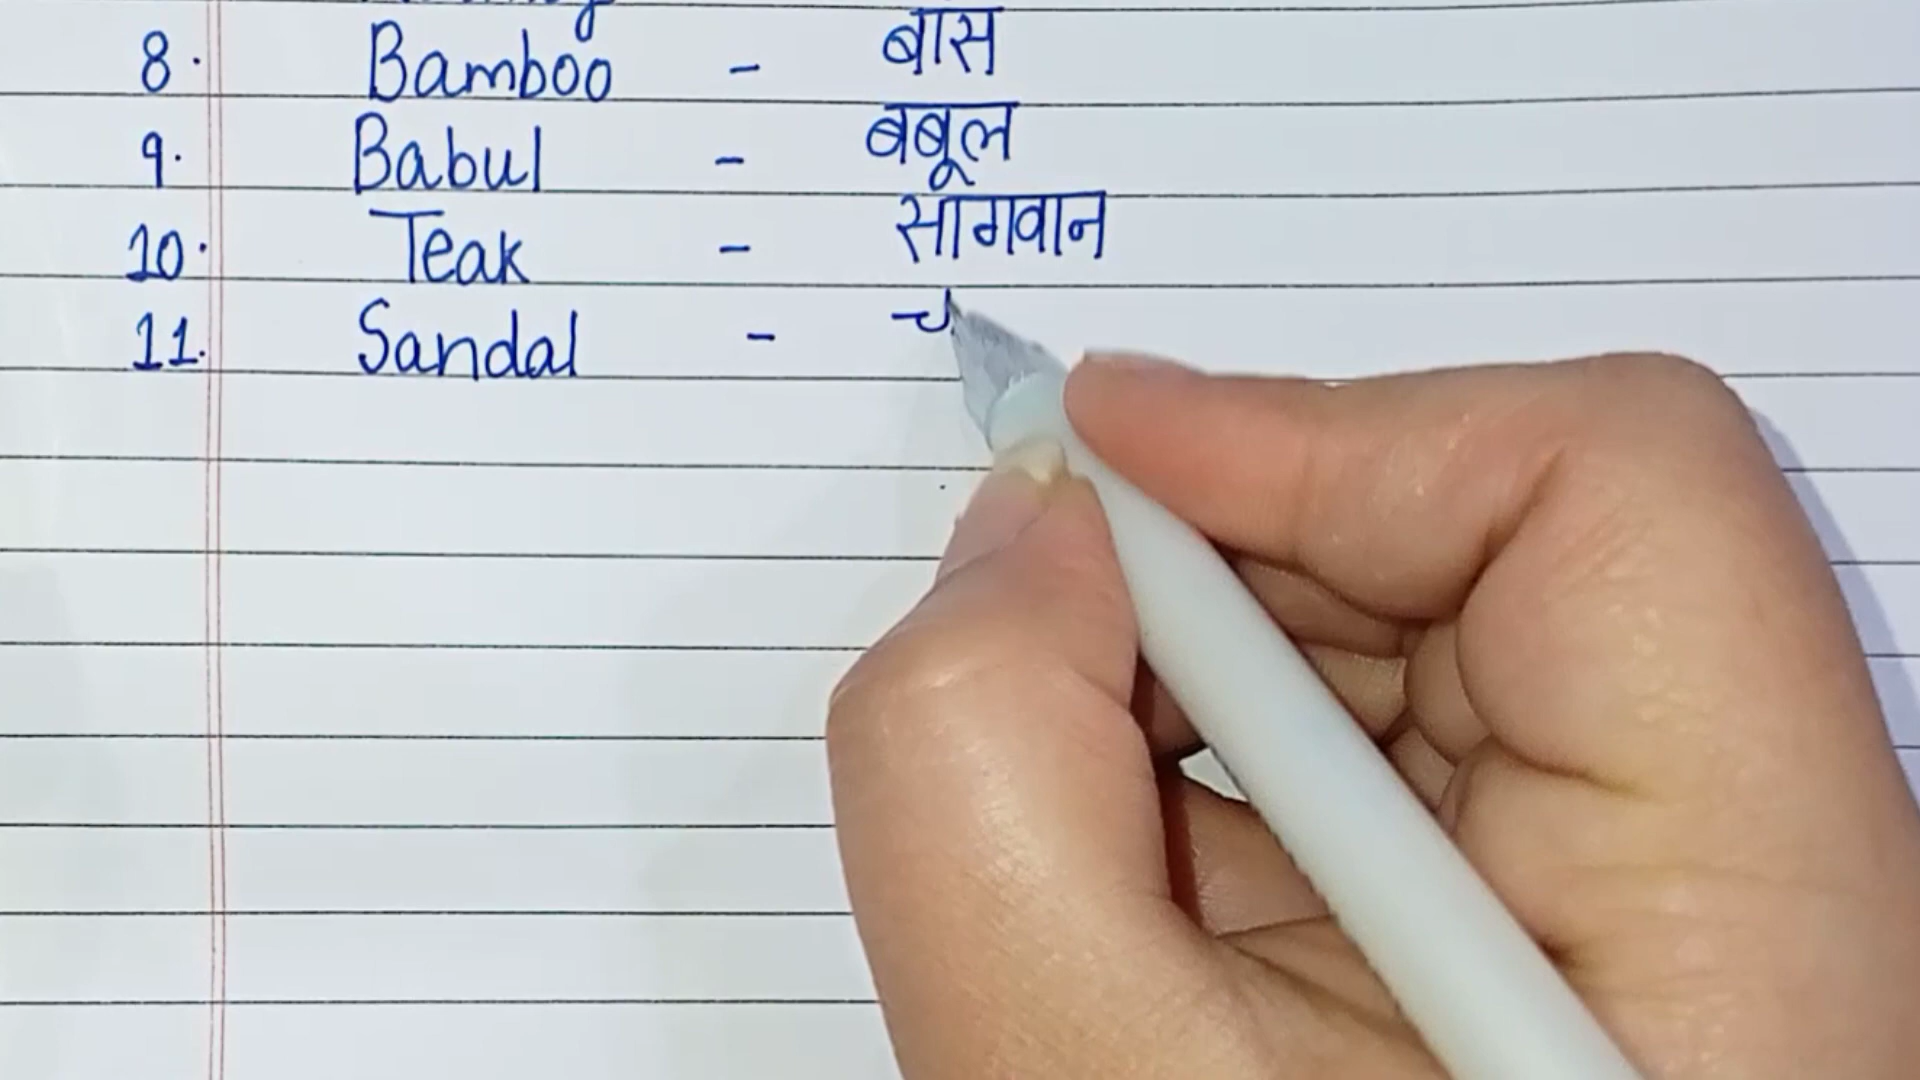 8. Bamboo - बांस
9. Babul - बबूल
10. Teak - सागवान
11. Sandal - च